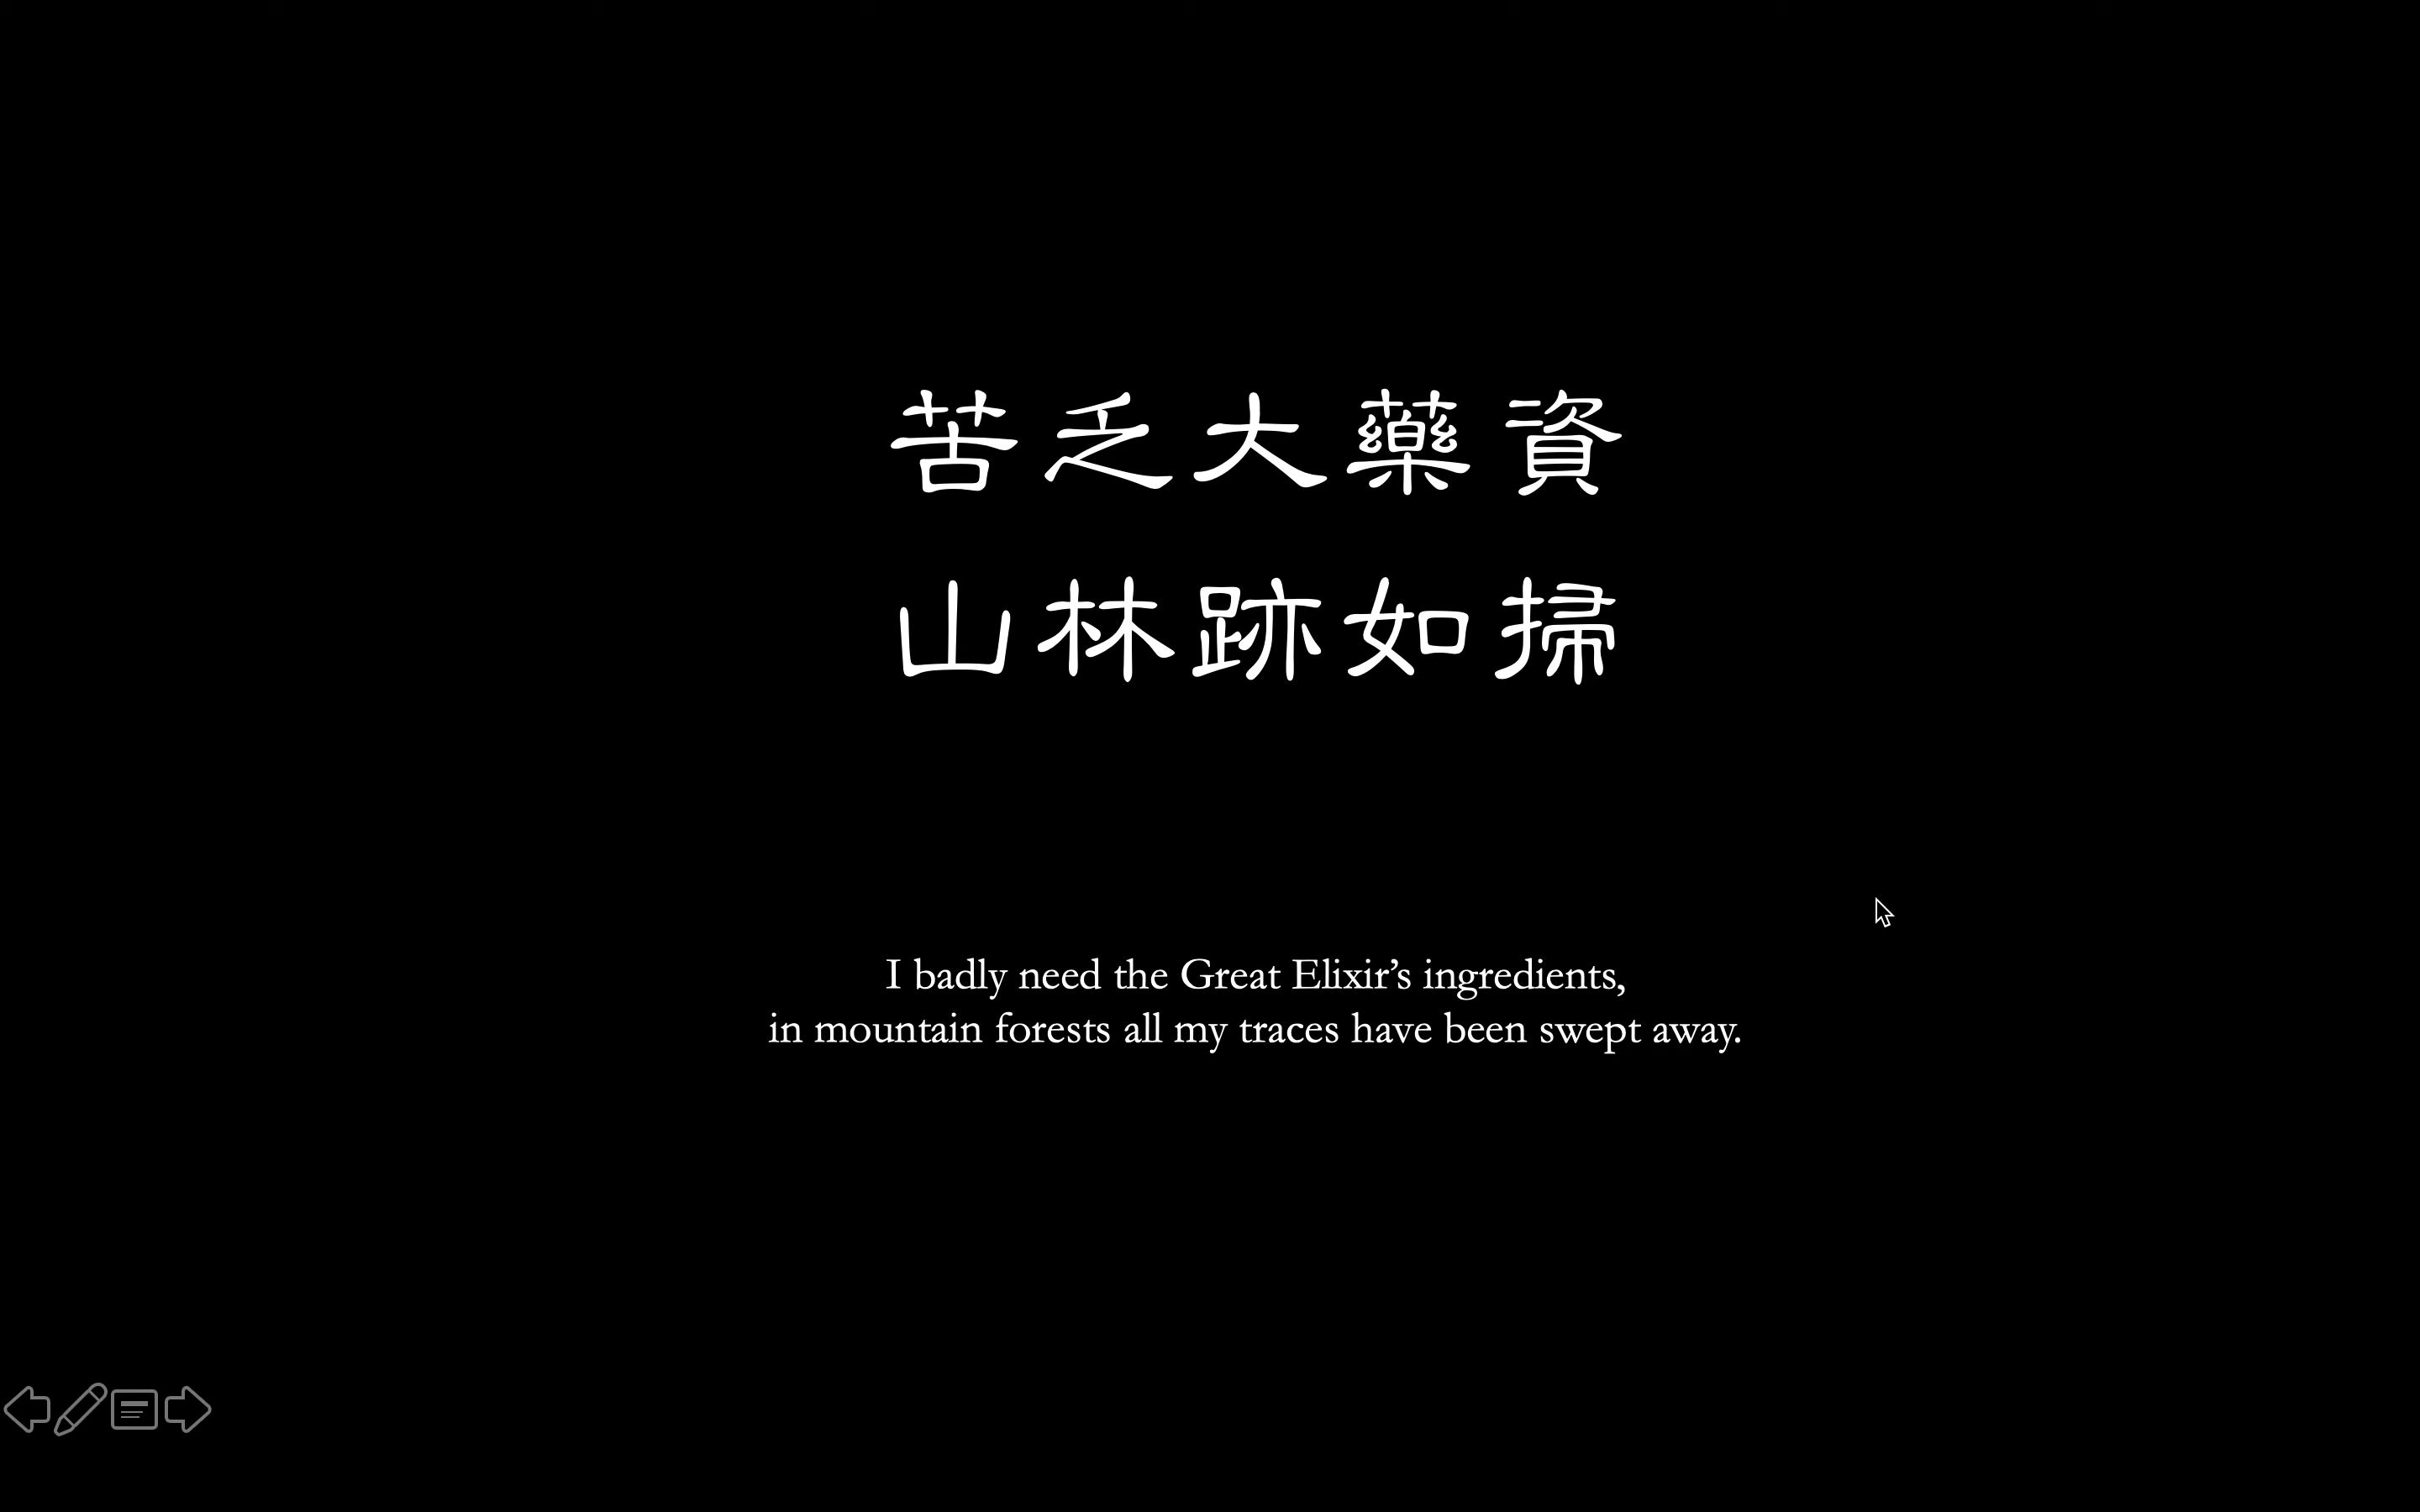 苦乏大藥資
山林跡如掃
I badly need the Great Elixir’s ingredients,
in mountain forests all my traces have been swept away.